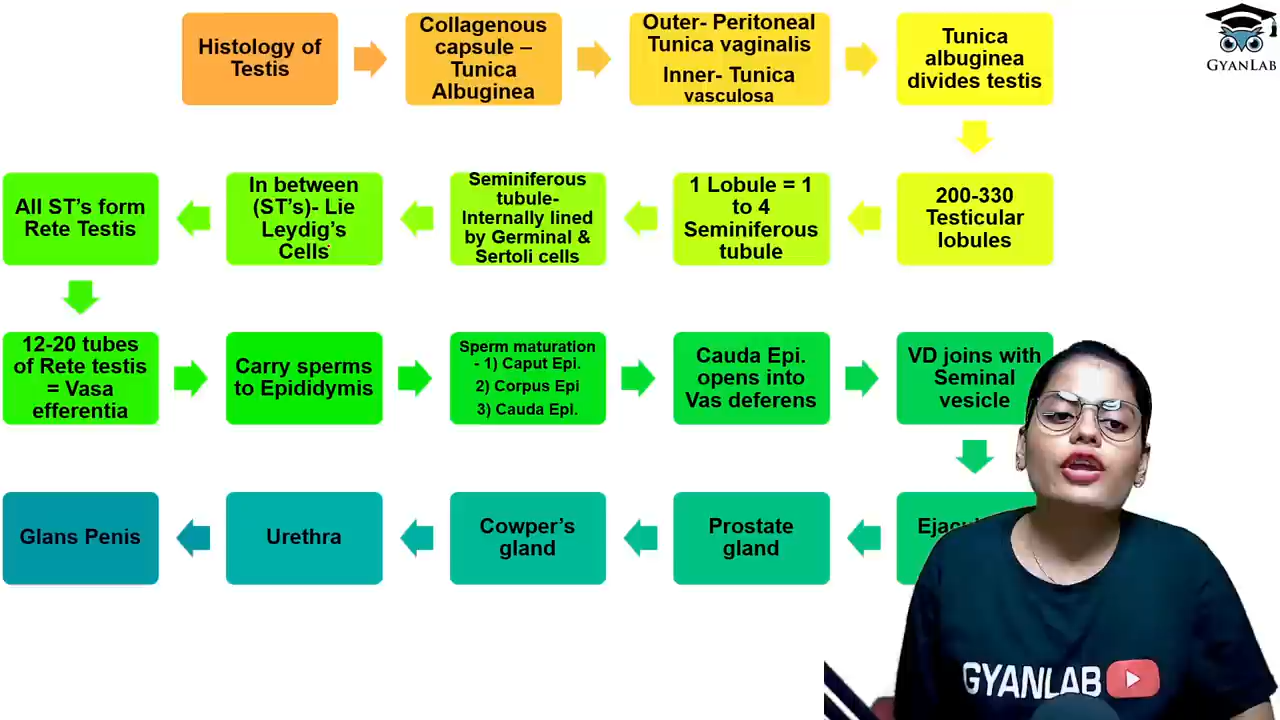 Histology of
Testis
Collagenous
capsule –
Tunica
Albuginea
Outer- Peritoneal
Tunica vaginalis
Inner- Tunica
vasculosa
Tunica
albuginea
divides testis
GYANLAB
200-330
Testicular
lobules
1 Lobule = 1
to 4
Seminiferous
tubule
Seminiferous
tubule-
Internally lined
by Germinal &
Sertoli cells
In between
(ST’s)- Lie
Leydig’s
Cells
All ST’s form
Rete Testis
12-20 tubes
of Rete testis
= Vasa
efferentia
Carry sperms
to Epididymis
Sperm maturation
- 1) Caput Epi.
2) Corpus Epi
3) Cauda Epl.
Cauda Epi.
opens into
Vas deferens
VD joins with
Seminal
vesicle
Prostate
gland
Cowper’s
gland
Urethra
Glans Penis
GYANLAB